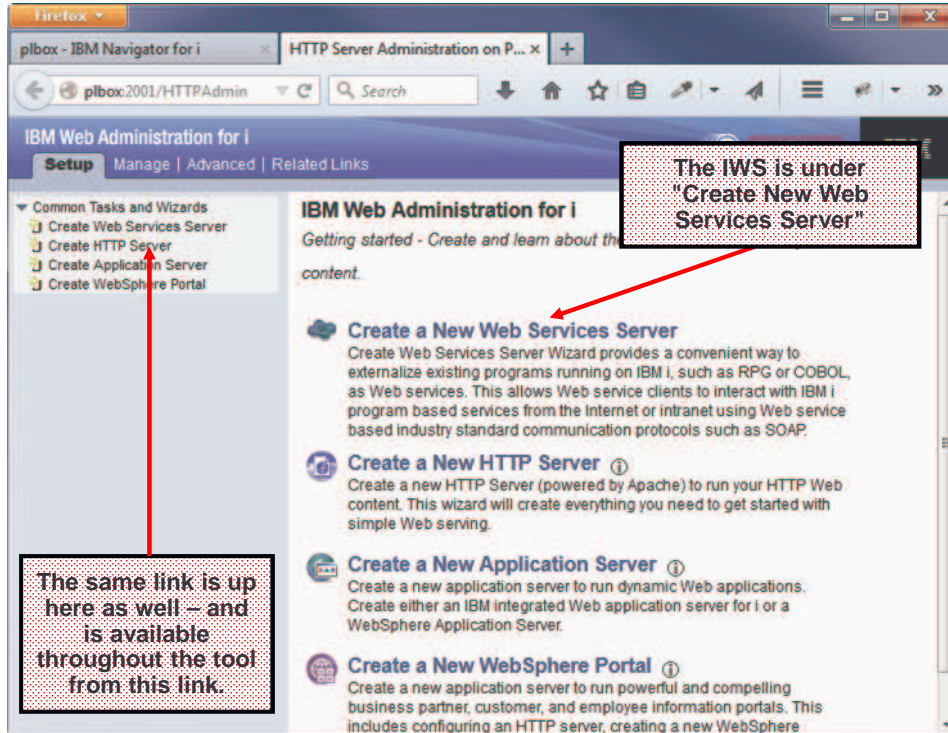 Firefox
plbox - IBM Navigator for i
HTTP Server Administration on P...
plbox:2001/HTTPAdmin
Search
IBM Web Administration for i
Setup Manage | Advanced | Related Links
The IWS is under
"Create New Web
Services Server"
Common Tasks and Wizards
Create Web Services Server
Create HTTP Server
Create Application Server
Create WebSphere Portal
The same link is up
here as well – and
is available
throughout the tool
from this link.
IBM Web Administration for i
Getting started - Create and learn about the
content.
Create a New Web Services Server
Create Web Services Server Wizard provides a convenient way to
externalize existing programs running on IBM i, such as RPG or COBOL,
as Web services. This allows Web service clients to interact with IBM i
program based services from the Internet or intranet using Web service
based industry standard communication protocols such as SOAP.
Create a New HTTP Server
Create a new HTTP Server (powered by Apache) to run your HTTP Web
content. This wizard will create everything you need to get started with
simple Web serving.
Create a New Application Server
Create a new application server to run dynamic Web applications.
Create either an IBM integrated Web application server for i or a
WebSphere Application Server.
Create a New WebSphere Portal
Create a new application server to run powerful and compelling
business partner, customer, and employee information portals. This
includes configuring an HTTP server, creating a new WebSphere